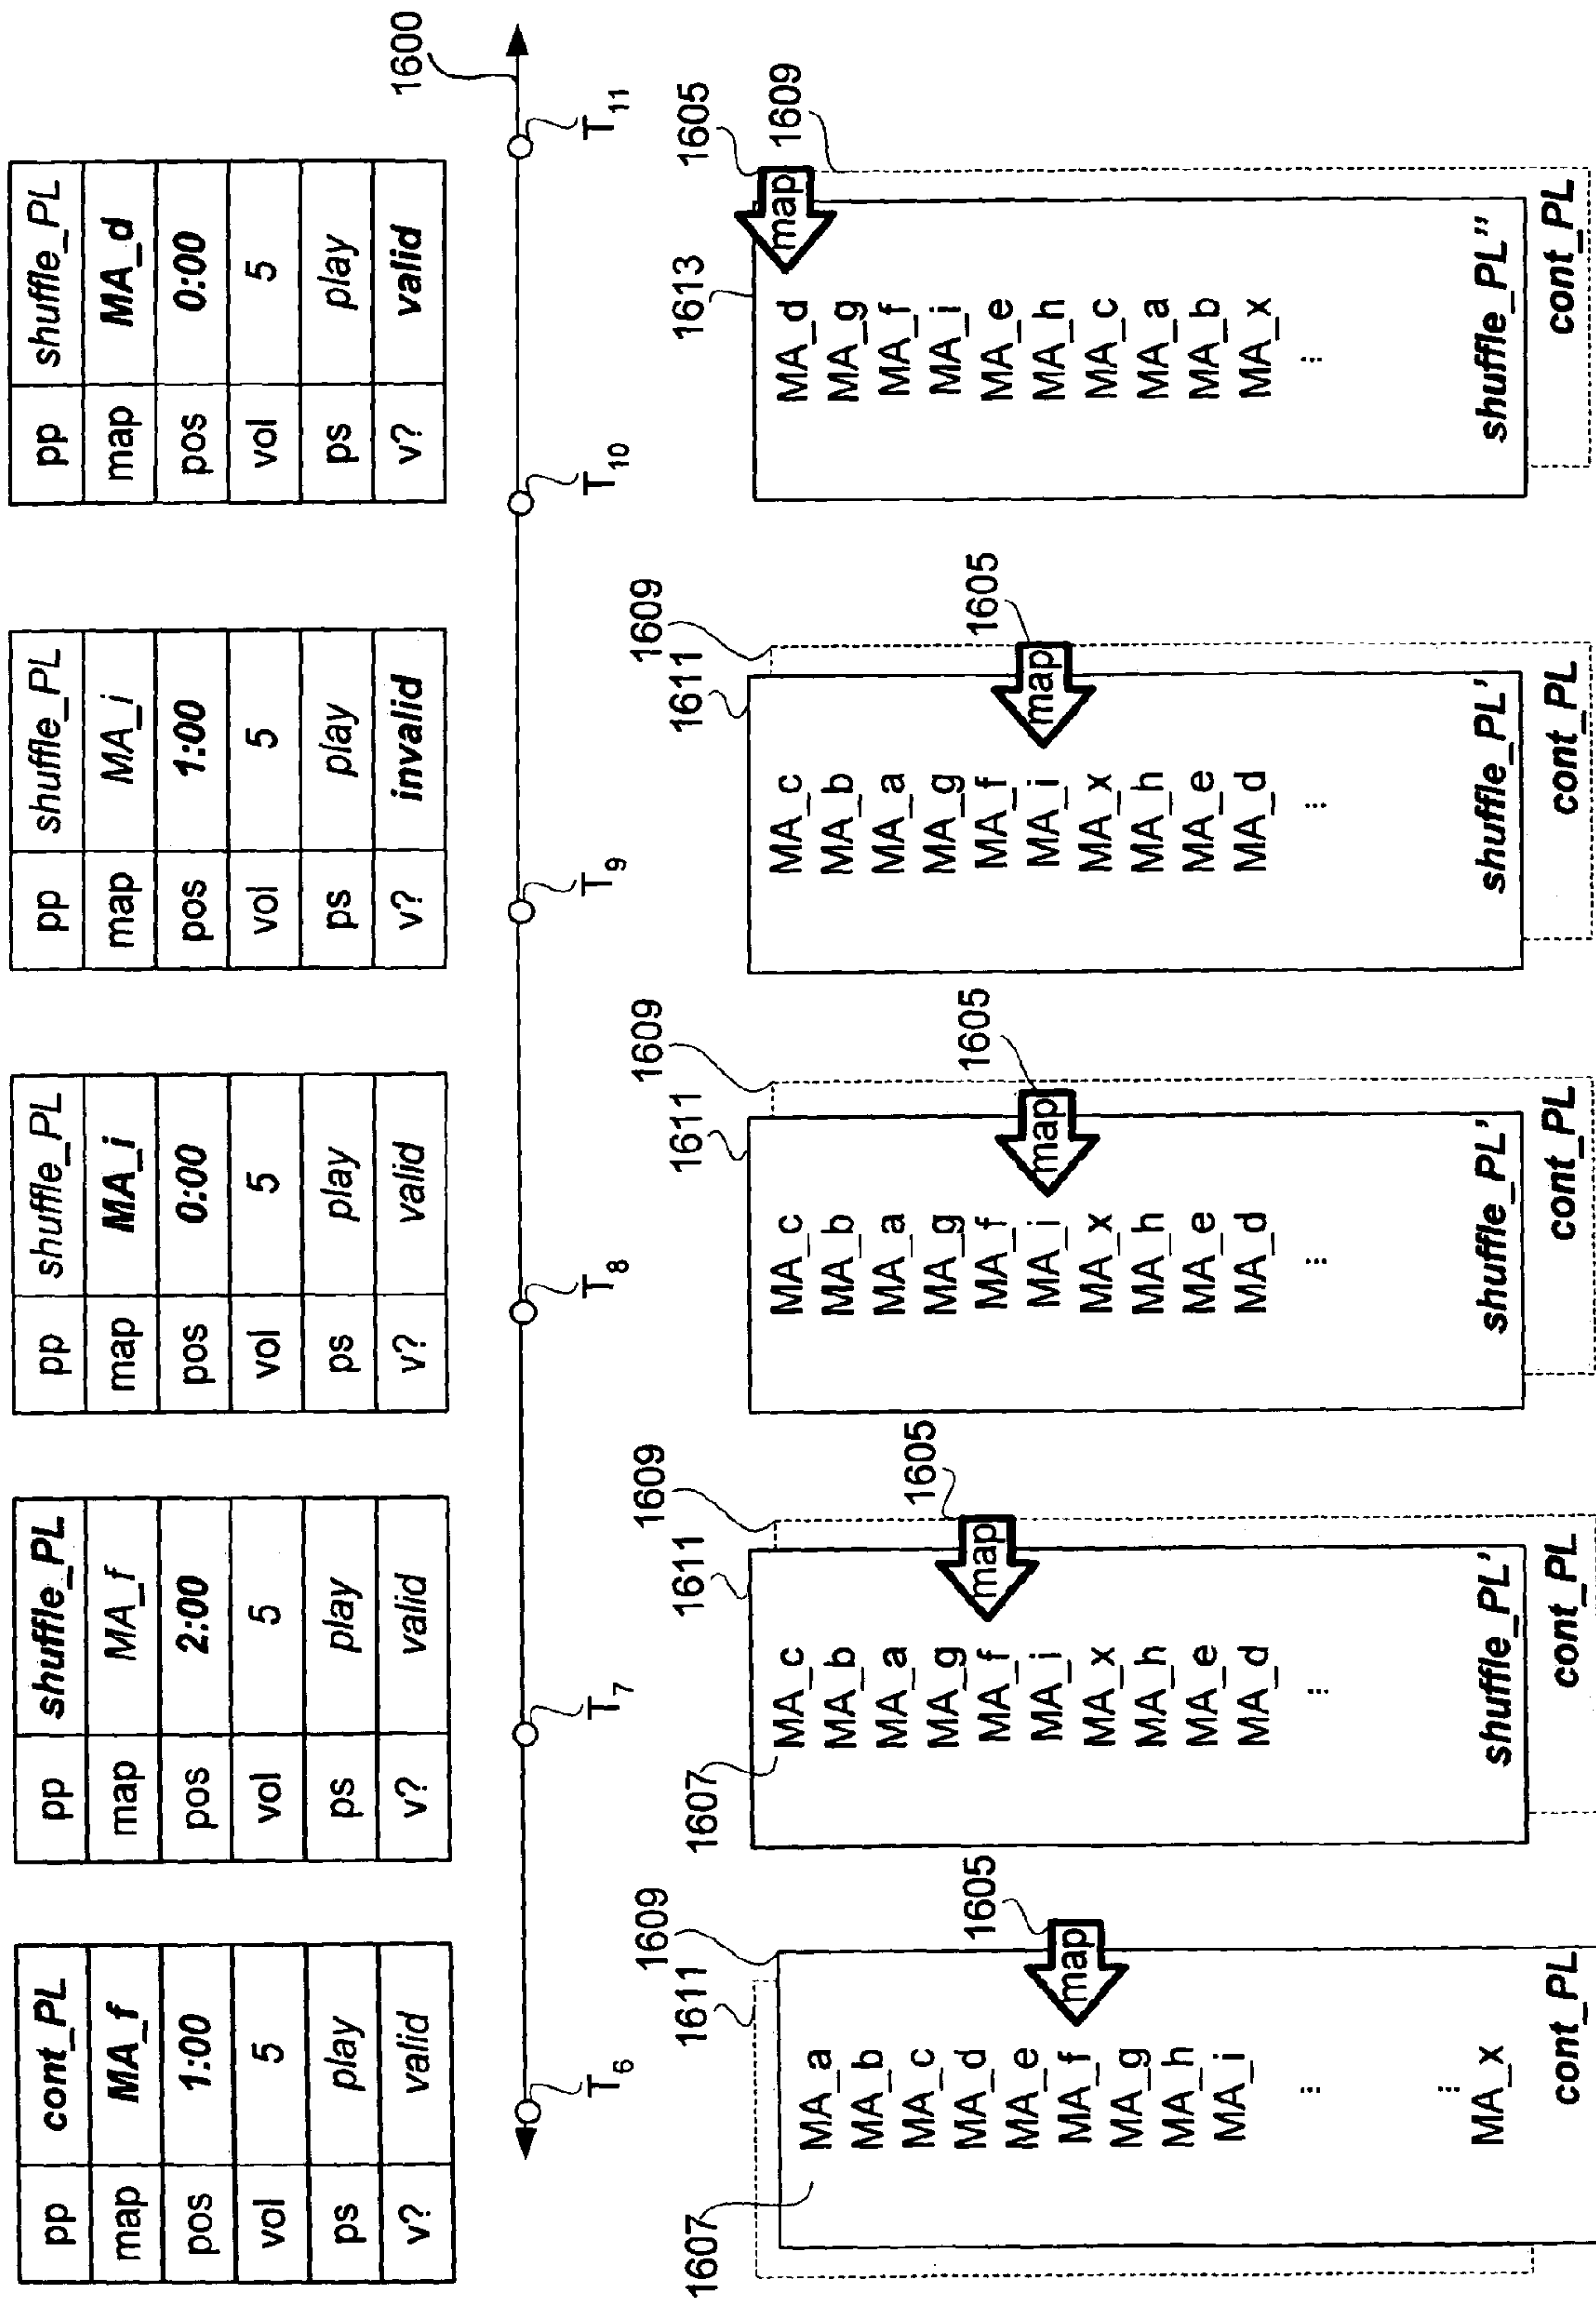 pp cont_PL
map MA_f
pos 1:00
vol 5
ps play
v? valid
pp shuffle_PL
map MA_f
pos 2:00
vol 5
ps play
v? valid
pp shuffle_PL
map MA_i
pos 0:00
vol 5
ps play
v? valid
pp shuffle_PL
map MA_i
pos 1:00
vol 5
ps play
v? invalid
pp shuffle_PL
map MA_d
pos 0:00
vol 5
ps play
v? valid
1600
T6
T7
T8
T9
T10
T11
1607
1611
1609
1605
map
MA_a
MA_b
MA_c
MA_d
MA_e
MA_f
MA_g
MA_h
MA_i
...
...
MA_x
cont_PL
1607
1611
1609
1605
map
MA_c
MA_b
MA_a
MA_g
MA_f
MA_i
MA_x
MA_h
MA_e
MA_d
...
shuffle_PL'
cont_PL
1611
1609
1605
map
MA_c
MA_b
MA_a
MA_g
MA_f
MA_i
MA_x
MA_h
MA_e
MA_d
...
shuffle_PL'
cont_PL
1611
1609
1605
map
MA_c
MA_b
MA_a
MA_g
MA_f
MA_i
MA_x
MA_h
MA_e
MA_d
...
shuffle_PL'
cont_PL
1613
1605
1609
map
MA_d
MA_g
MA_f
MA_i
MA_e
MA_h
MA_c
MA_a
MA_b
MA_x
...
shuffle_PL''
cont_PL